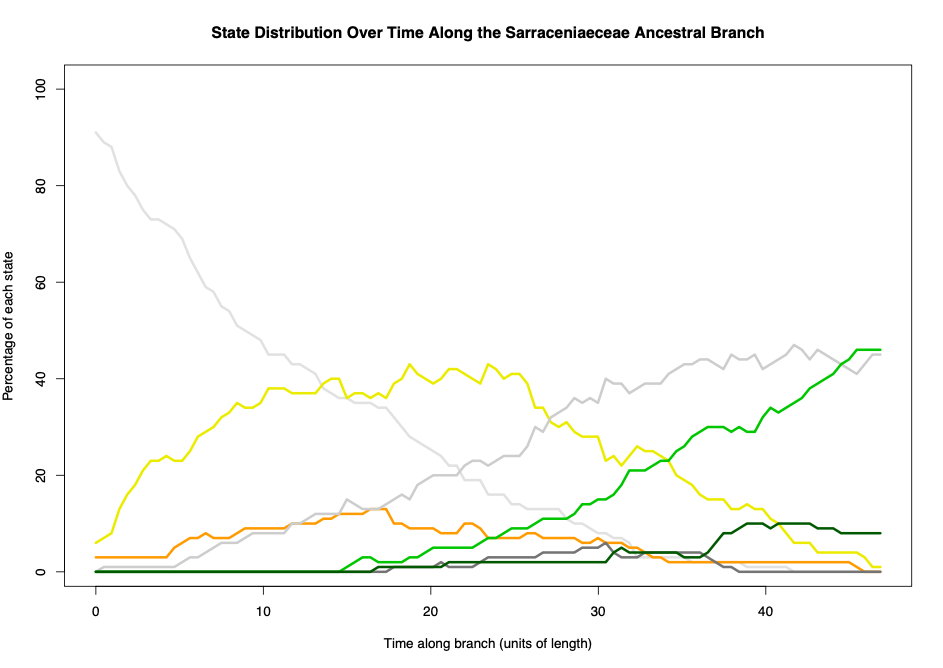 State Distribution Over Time Along the Sarraceniaeceae Ancestral Branch
Percentage of each state
100
80
60
40
20
0
0 10 20 30 40
Time along branch (units of length)